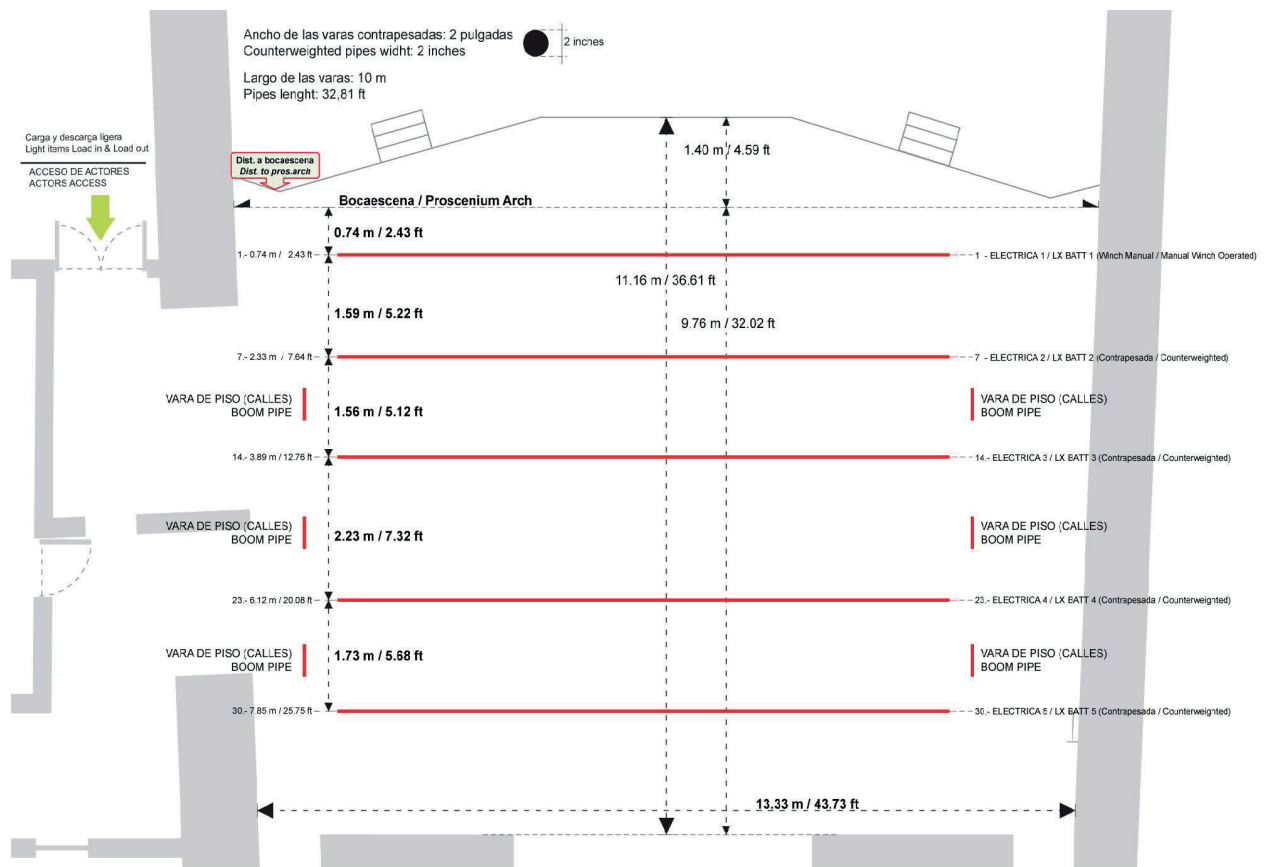 Ancho de las varas contrapesadas: 2 pulgadas
Counterweighted pipes widht: 2 inches
2 inches
Largo de las varas: 10 m
Pipes lenght: 32,81 ft
Carga y descarga ligera
Light items Load in & Load out
ACCESO DE ACTORES
ACTORS ACCESS
1.40 m / 4.59 ft
Dist. a bocaescena
Dist. to pros.arch
Bocaescena / Proscenium Arch
0.74 m / 2.43 ft
1.- 0.74 m / 2.43 ft
1 - ELECTRICA 1 / LX BATT 1 (Winch Manual / Manual Winch Operated)
11.16 m / 36.61 ft
1.59 m / 5.22 ft
9.76 m / 32.02 ft
7.- 2.33 m / 7.64 ft
7 - ELECTRICA 2 / LX BATT 2 (Contrapesada / Counterweighted)
VARA DE PISO (CALLES)
BOOM PIPE
1.56 m / 5.12 ft
VARA DE PISO (CALLES)
BOOM PIPE
14.- 3.89 m / 12.76 ft
14.- ELECTRICA 3 / LX BATT 3 (Contrapesada / Counterweighted)
VARA DE PISO (CALLES)
BOOM PIPE
2.23 m / 7.32 ft
VARA DE PISO (CALLES)
BOOM PIPE
23.- 6.12 m / 20.08 ft
23.- ELECTRICA 4 / LX BATT 4 (Contrapesada / Counterweighted)
VARA DE PISO (CALLES)
BOOM PIPE
1.73 m / 5.68 ft
VARA DE PISO (CALLES)
BOOM PIPE
30.- 7.85 m / 25.75 ft
30.- ELECTRICA 5 / LX BATT 5 (Contrapesada / Counterweighted)
13.33 m / 43.73 ft